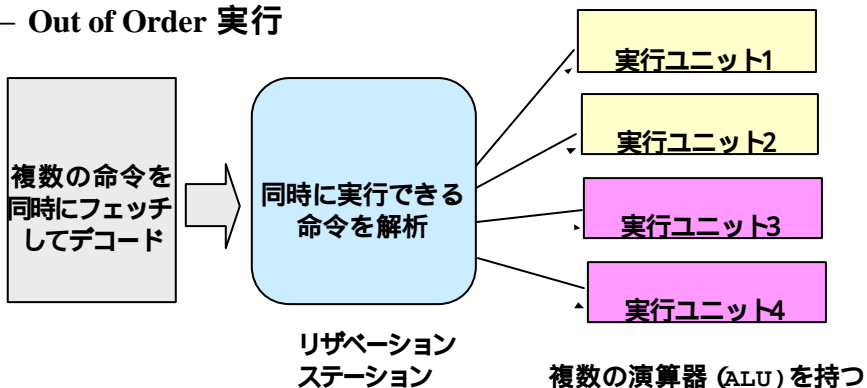 – Out of Order 実行
複数の命令を
同時にフェッチ
してデコード
同時に実行できる
命令を解析
リザベーション
ステーション
実行ユニット1
実行ユニット2
実行ユニット3
実行ユニット4
複数の演算器 (ALU)を持つ